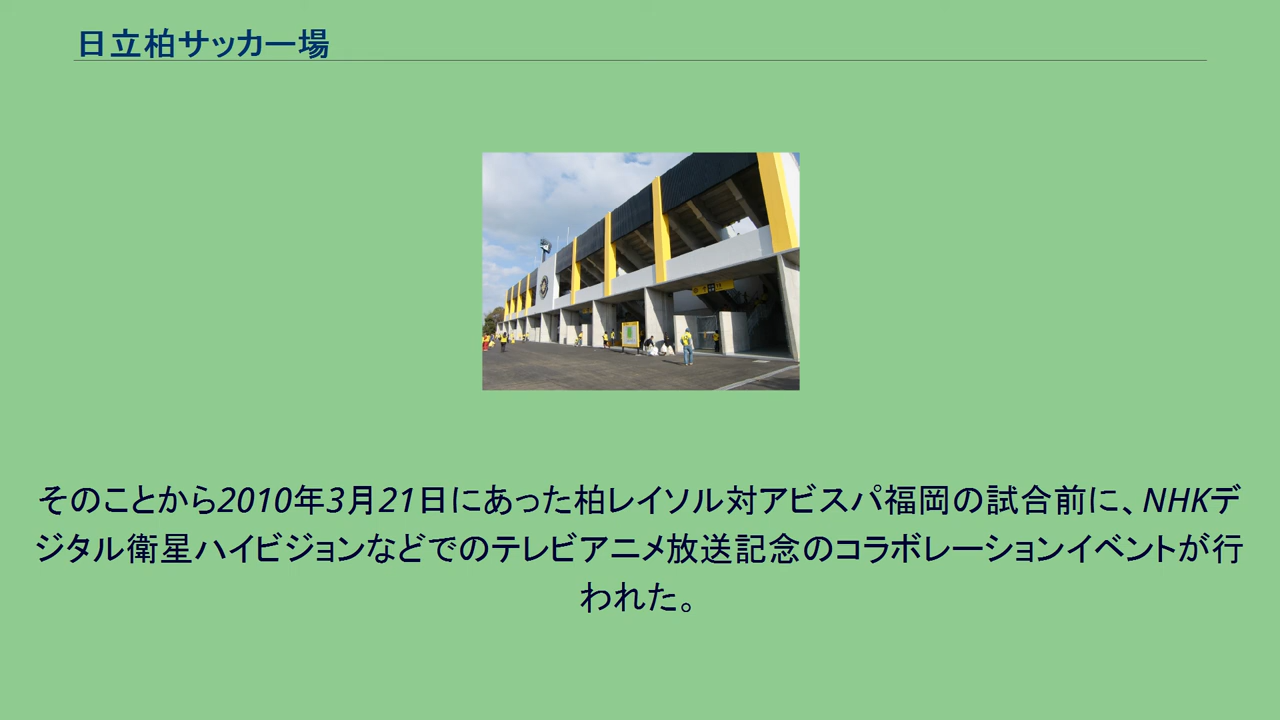 日立柏サッカー場
そのことから2010年3月21日にあった柏レイソル対アビスパ福岡の試合前に、NHKデ
ジタル衛星ハイビジョンなどでのテレビアニメ放送記念のコラボレーションイベントが行
われた。